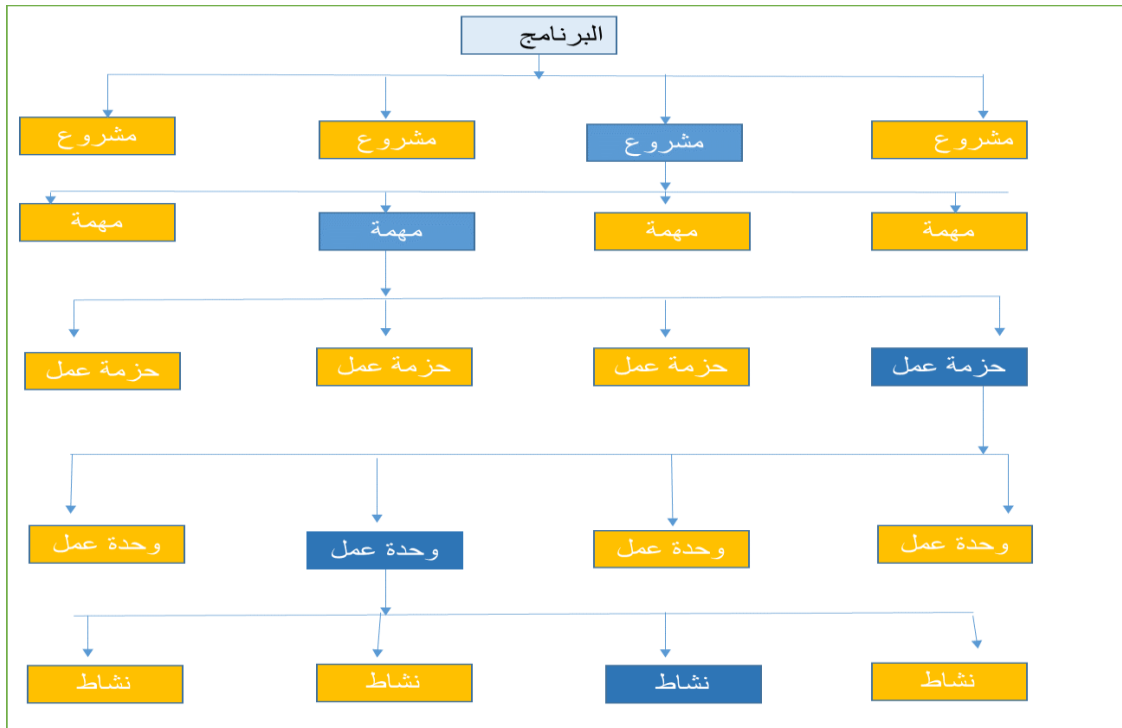 البرنامج
مشروع
مشروع
مشروع
مشروع
مهمة
مهمة
مهمة
مهمة
حزمة عمل
حزمة عمل
حزمة عمل
حزمة عمل
وحدة عمل
وحدة عمل
وحدة عمل
وحدة عمل
نشاط
نشاط
نشاط
نشاط